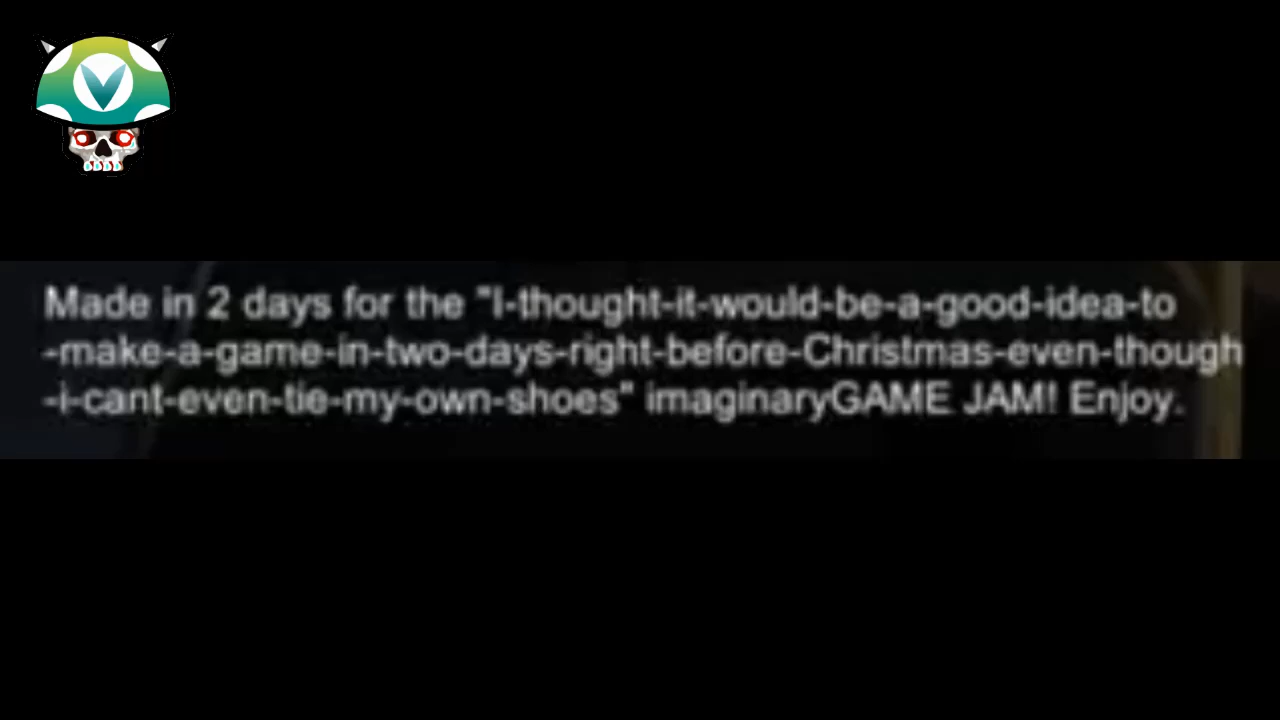 Made in 2 days for the "I-thought-it-would-be-a-good-idea-to
-make-a-game-in-two-days-right-before-Christmas-even-though
-i-cant-even-tie-my-own-shoes" imaginaryGAME JAM! Enjoy.